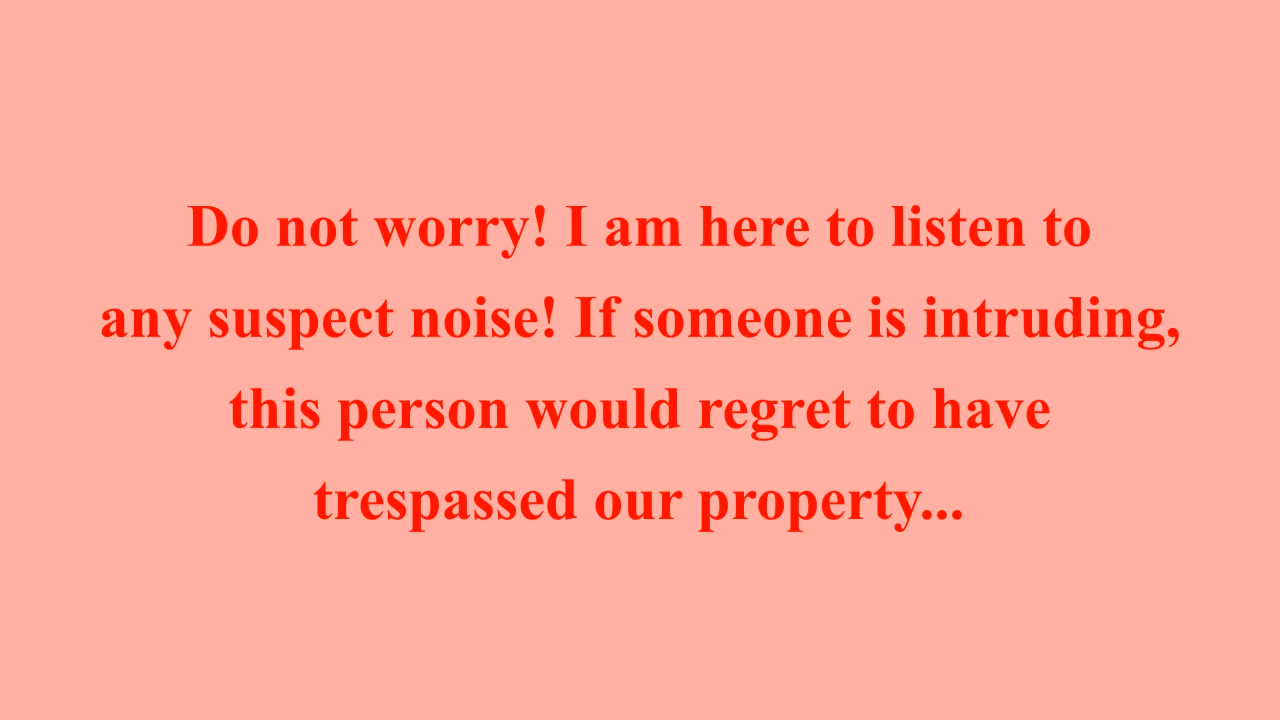 Do not worry! I am here to listen to
any suspect noise! If someone is intruding,
this person would regret to have
trespassed our property...